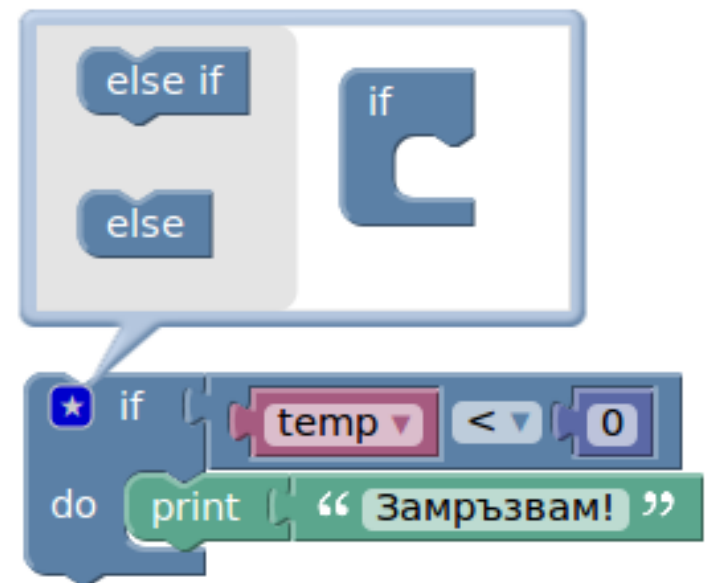 else if
if
else
if temp < 0
do print “ Замръзвам! ”